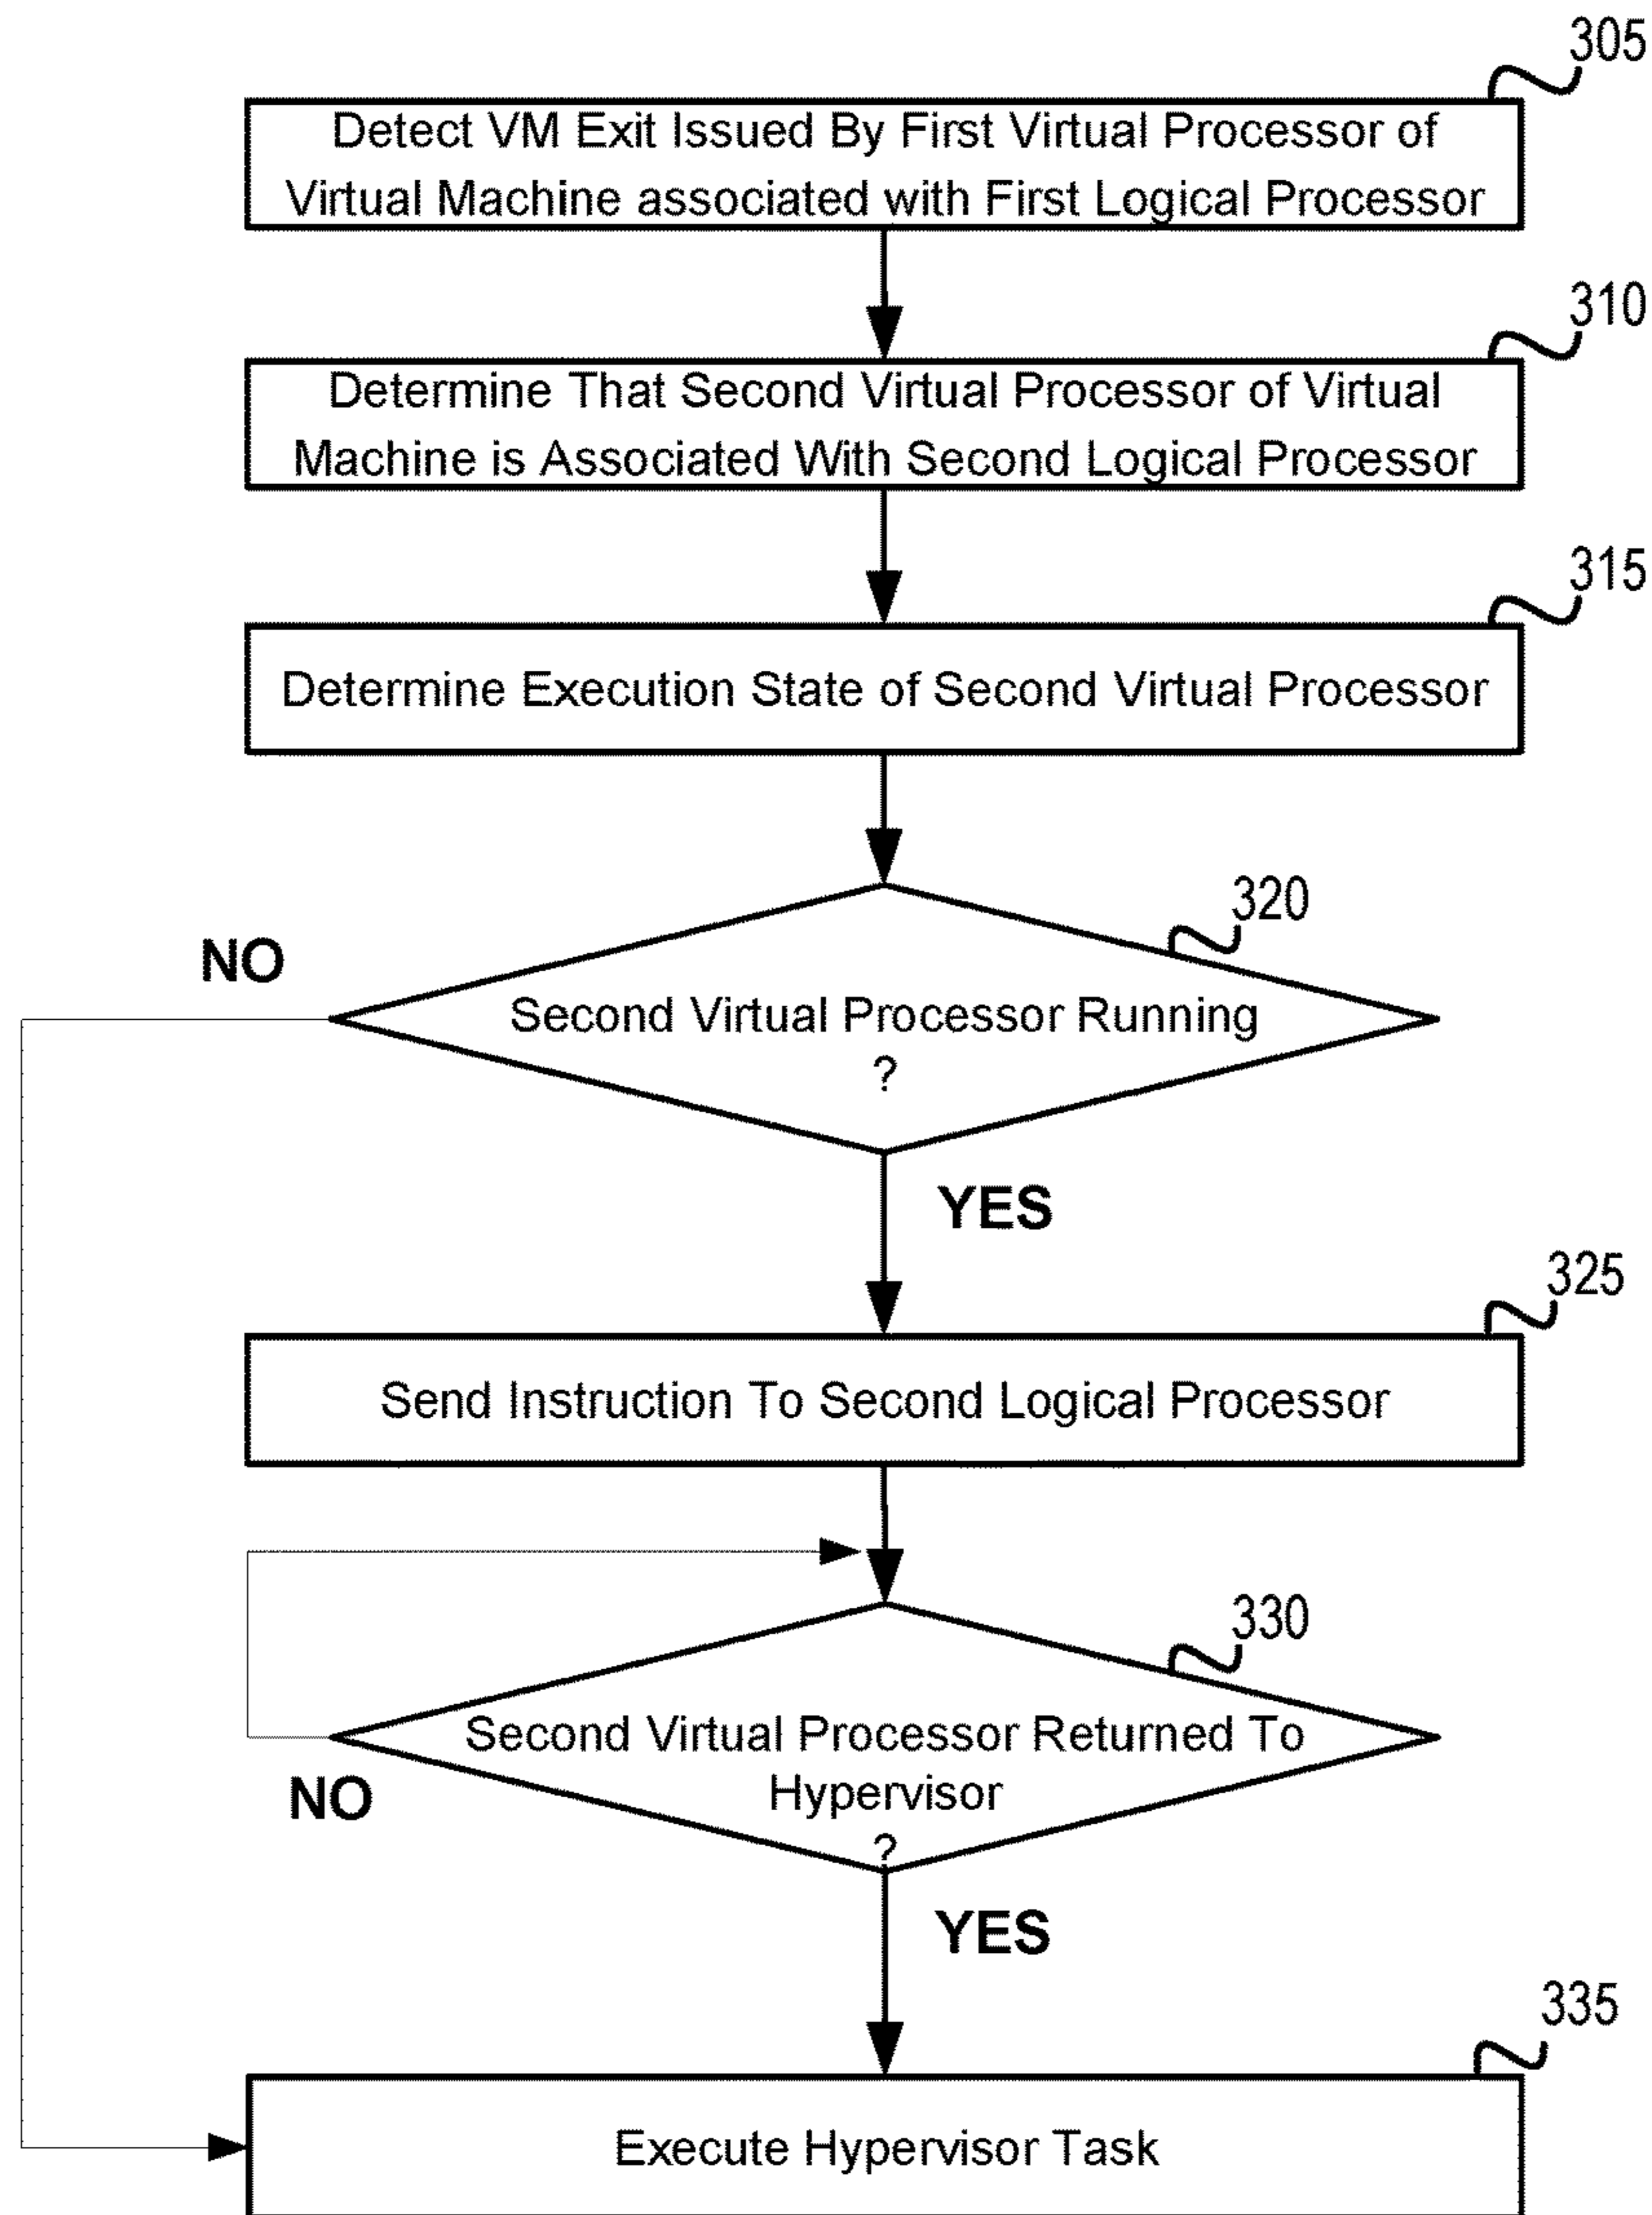 305
Detect VM Exit Issued By First Virtual Processor of
Virtual Machine associated with First Logical Processor
310
Determine That Second Virtual Processor of Virtual
Machine is Associated With Second Logical Processor
315
Determine Execution State of Second Virtual Processor
320
NO
Second Virtual Processor Running
?
YES
325
Send Instruction To Second Logical Processor
330
Second Virtual Processor Returned To
Hypervisor
?
NO
YES
335
Execute Hypervisor Task